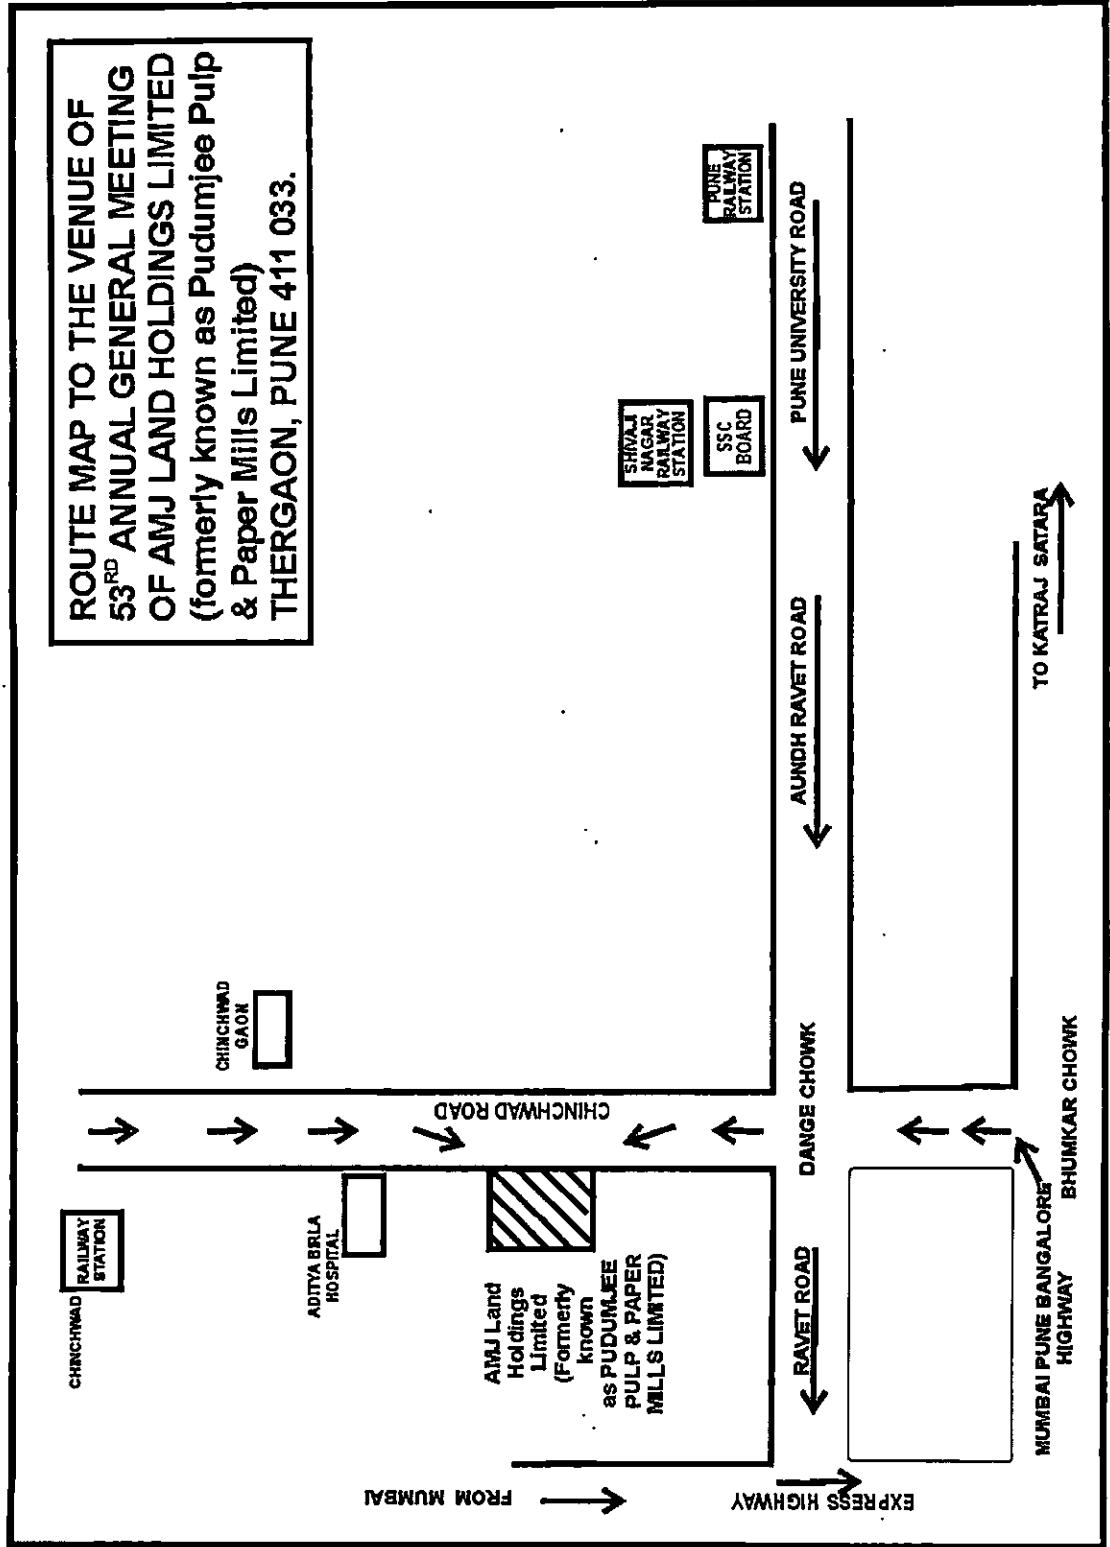 ROUTE MAP TO THE VENUE OF
53RD ANNUAL GENERAL MEETING
OF AMJ LAND HOLDINGS LIMITED
(formerly known as Pudumjee Pulp
& Paper Mills Limited)
THERGAON, PUNE 411 033.
CHINCHWAD
RAILWAY
STATION
CHINCHWAD
GAON
ADITYA BIRLA
HOSPITAL
CHINCHWAD ROAD
AMJ Land
Holdings
Limited
(Formerly
known
as PUDUMJEE
PULP & PAPER
MILLS LIMITED)
SHIVAJI
NAGAR
RAILWAY
STATION
SSC
BOARD
PUNE
RAILWAY
STATION
FROM MUMBAI
EXPRESS HIGHWAY
RAVET ROAD
DANGE CHOWK
AUNDH RAVET ROAD
PUNE UNIVERSITY ROAD
MUMBAI PUNE BANGALORE
HIGHWAY
BHUMKAR CHOWK
TO KATRAJ SATARA